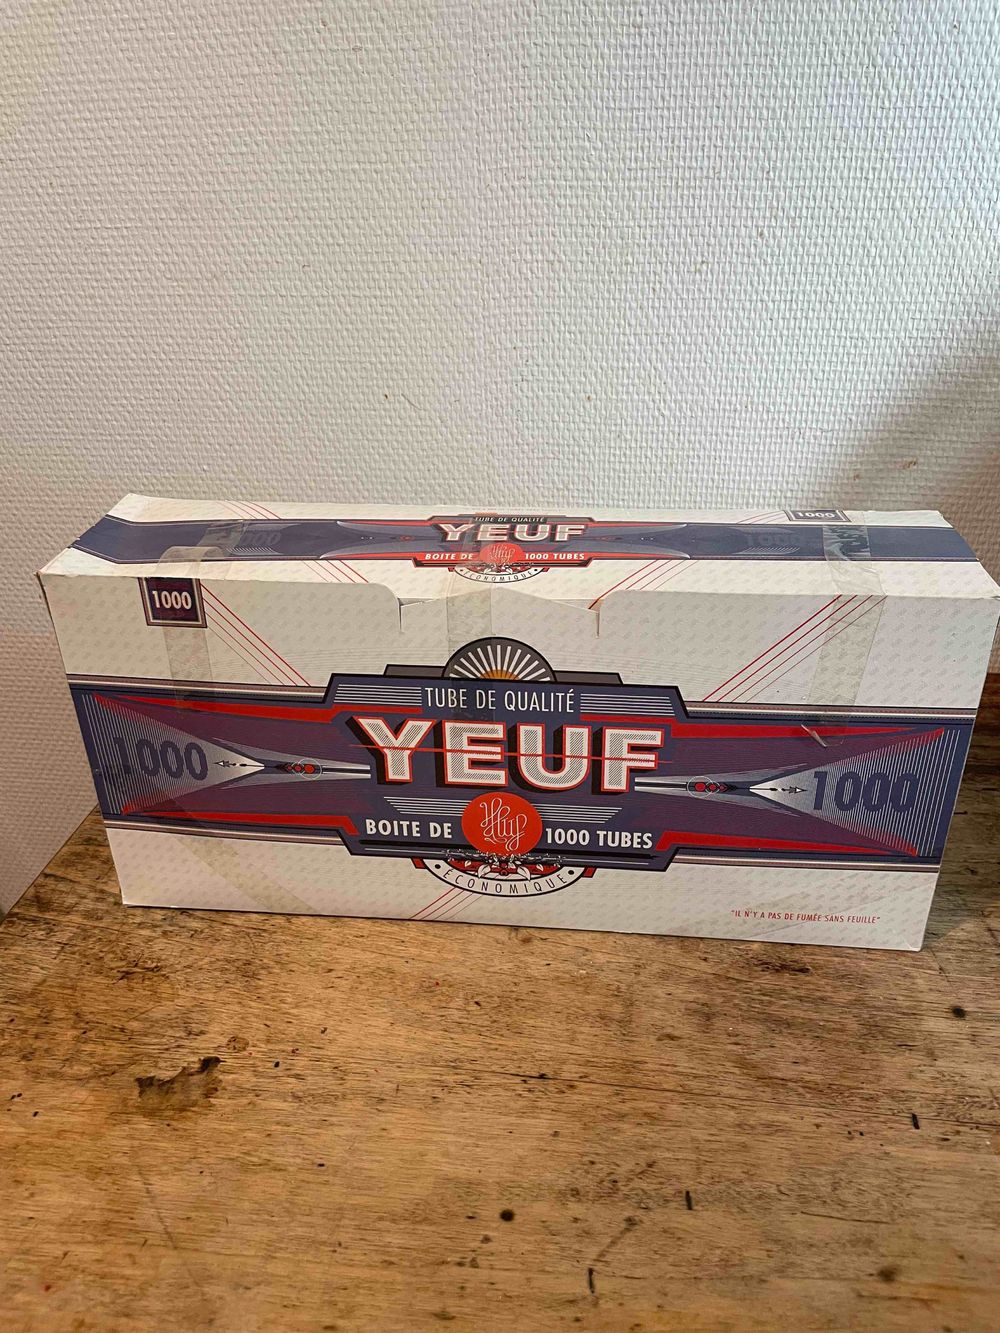 TUBE DE QUALITÉ
YEUF
BOITE DE 1000 TUBES
ECONOMIQUE
1000
TUBE DE QUALITÉ
YEUF
1000
1000
BOITE DE 1000 TUBES
ECONOMIQUE
"IL N'Y A PAS DE FUMÉE SANS FEUILLE"